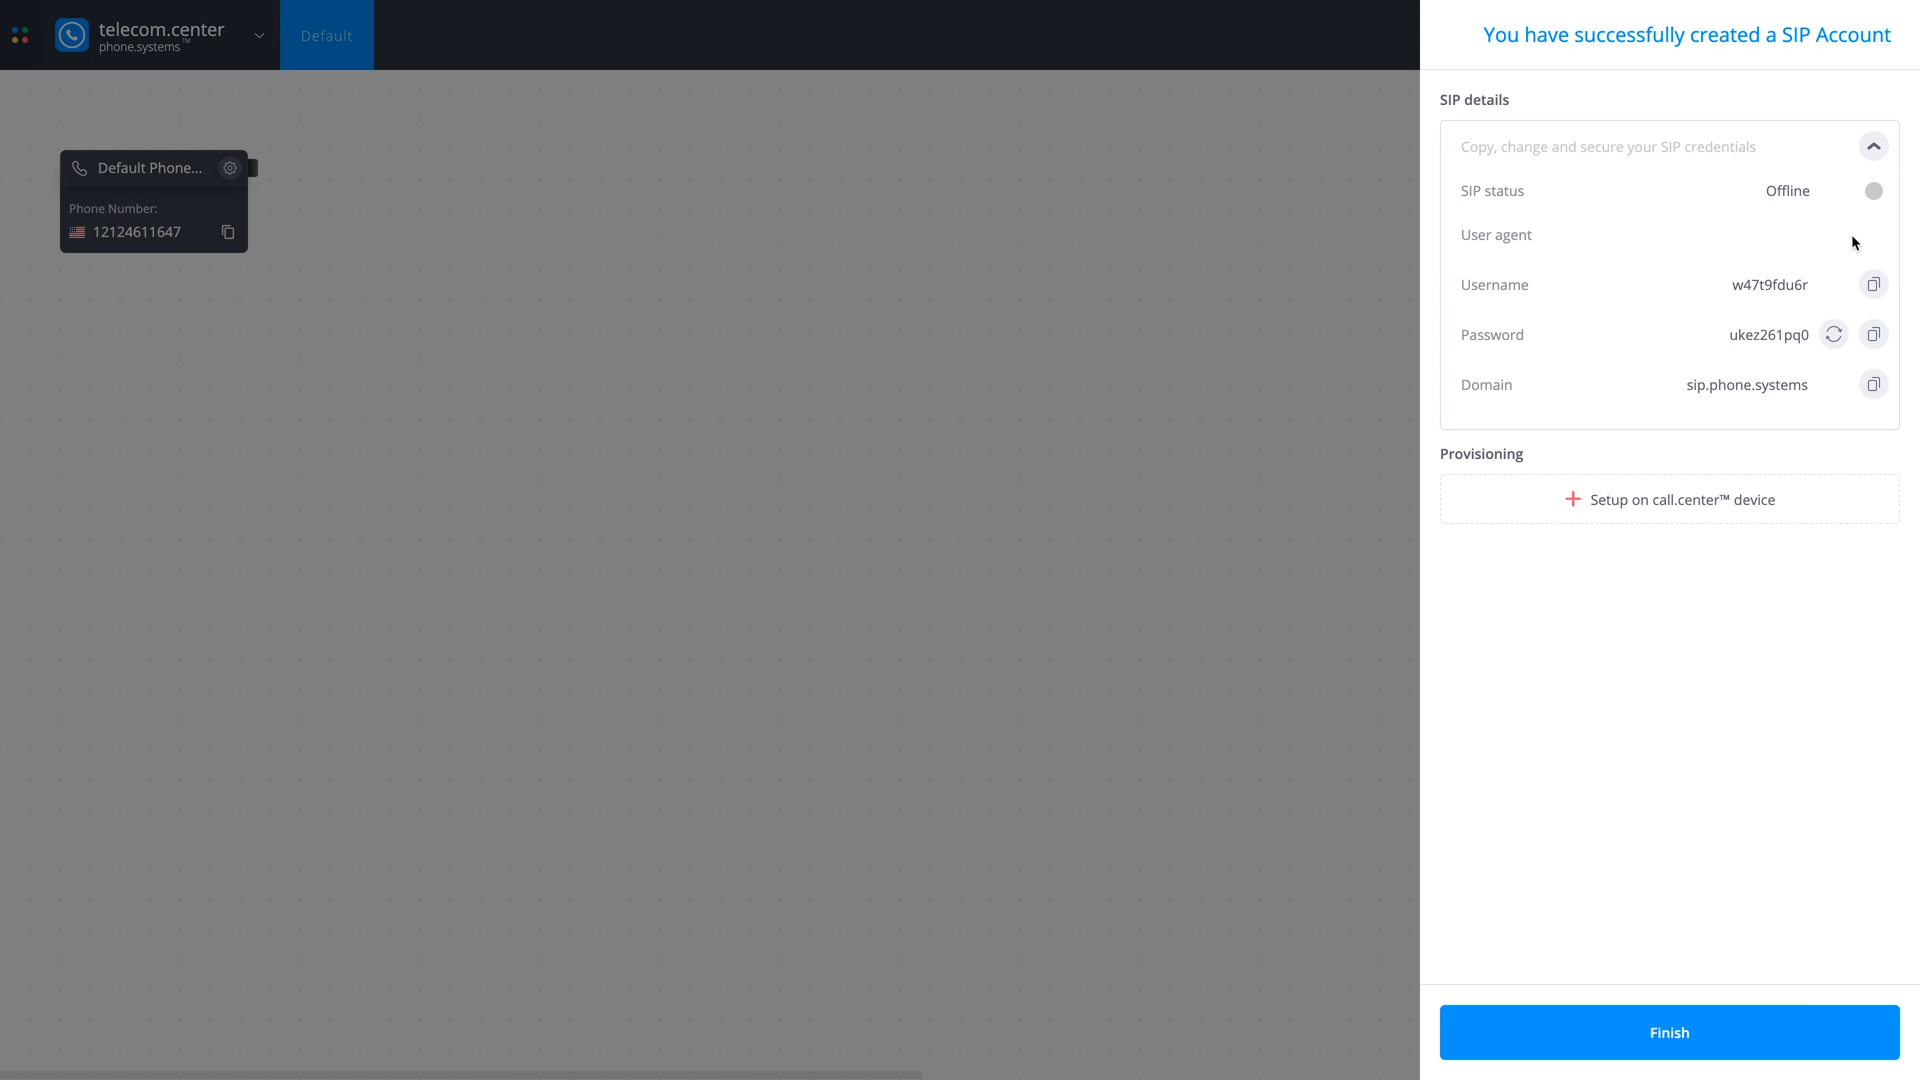 telecom.center
phone.systems™
Default
You have successfully created a SIP Account
Default Phone...
Phone Number:
12124611647
SIP details
Copy, change and secure your SIP credentials
SIP status Offline
User agent
Username w47t9fdu6r
Password ukez261pq0
Domain sip.phone.systems
Provisioning
Setup on call.center™ device
Finish